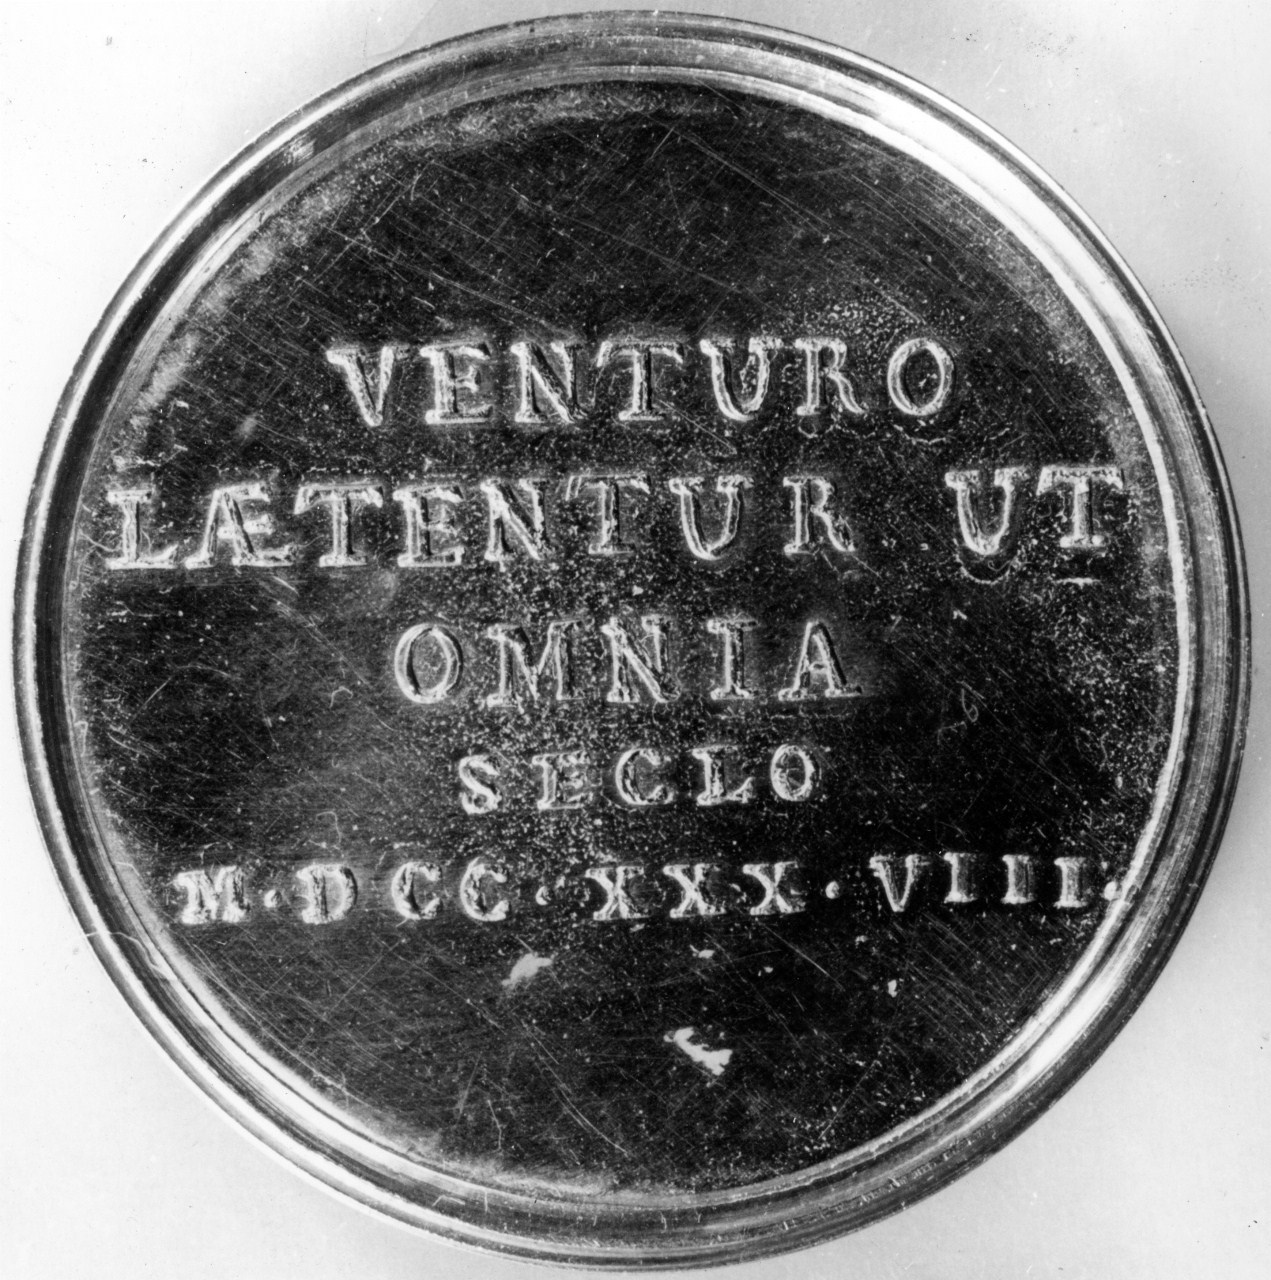 VENTURO
LÆTENTUR UT
OMNIA
SECLO
M·DCC·XXX·VIII·